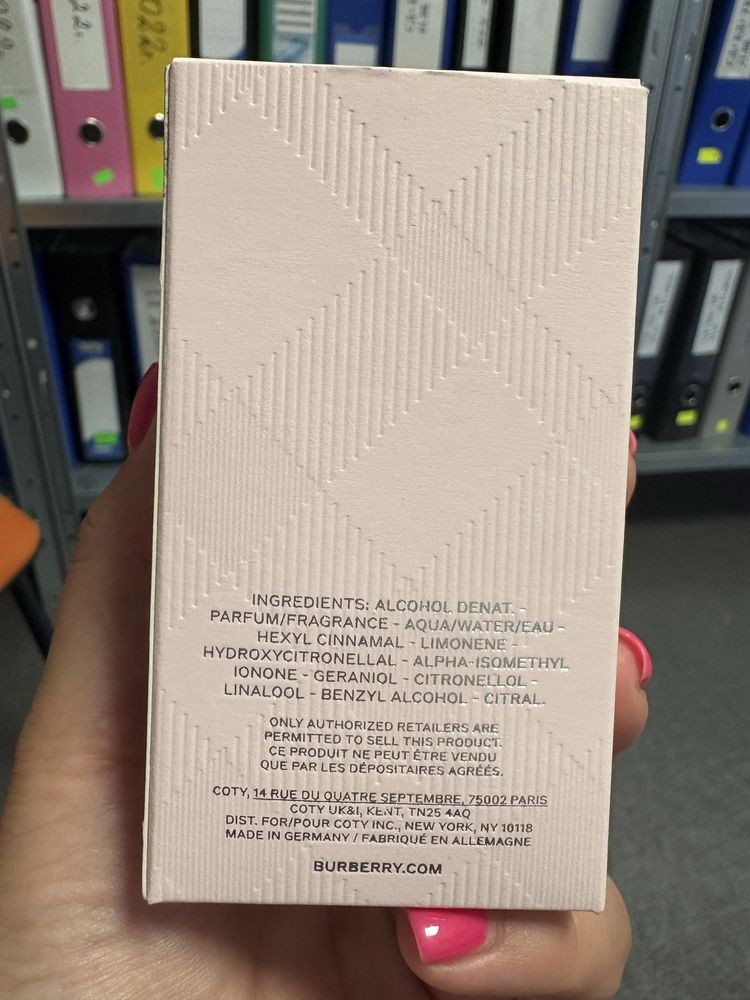 022г.
2022г.
INGREDIENTS: ALCOHOL DENAT. -
PARFUM/FRAGRANCE - AQUA/WATER/EAU -
HEXYL CINNAMAL - LIMONENE -
HYDROXYCITRONELLAL - ALPHA-ISOMETHYL
IONONE - GERANIOL - CITRONELLOL -
LINALOOL - BENZYL ALCOHOL - CITRAL.
ONLY AUTHORIZED RETAILERS ARE
PERMITTED TO SELL THIS PRODUCT.
CE PRODUIT NE PEUT ÊTRE VENDU
QUE PAR LES DÉPOSITAIRES AGRÉÉS.
COTY, 14 RUE DU QUATRE SEPTEMBRE, 75002 PARIS
COTY UK&I, KENT, TN25 4AQ
DIST. FOR/POUR COTY INC., NEW YORK, NY 10118
MADE IN GERMANY / FABRIQUÉ EN ALLEMAGNE
BURBERRY.COM